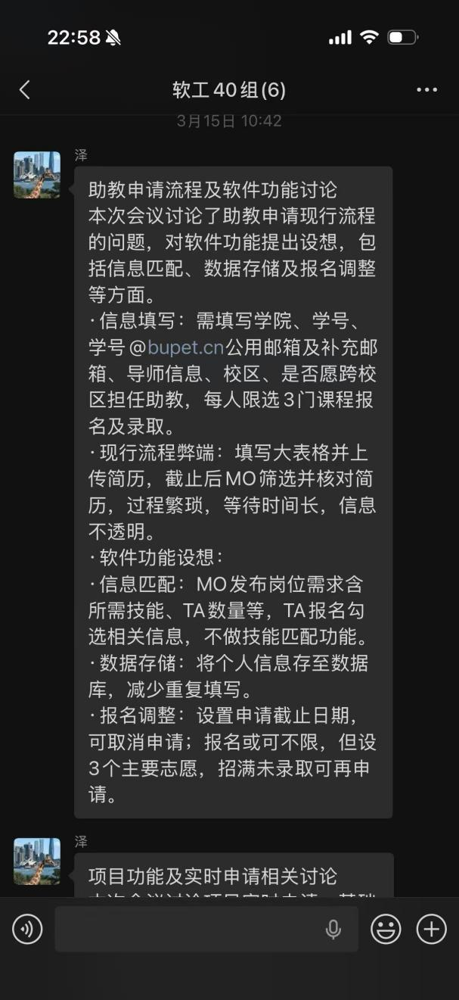 22:58
软工40组(6)
3月15日 10:42
泽
助教申请流程及软件功能讨论
本次会议讨论了助教申请现行流程
的问题，对软件功能提出设想，包
括信息匹配、数据存储及报名调整
等方面。
·信息填写：需填写学院、学号、
学号@bupet.cn公用邮箱及补充邮
箱、导师信息、校区、是否愿跨校
区担任助教，每人限选3门课程报
名及录取。
·现行流程弊端：填写大表格并上
传简历，截止后MO筛选并核对简
历，过程繁琐，等待时间长，信息
不透明。
·软件功能设想：
·信息匹配：MO发布岗位需求含
所需技能、TA数量等，TA报名勾
选相关信息，不做技能匹配功能。
·数据存储：将个人信息存至数据
库，减少重复填写。
·报名调整：设置申请截止日期，
可取消申请；报名或可不限，但设
3个主要志愿，招满未录取可再申
请。
泽
项目功能及实时申请相关讨论